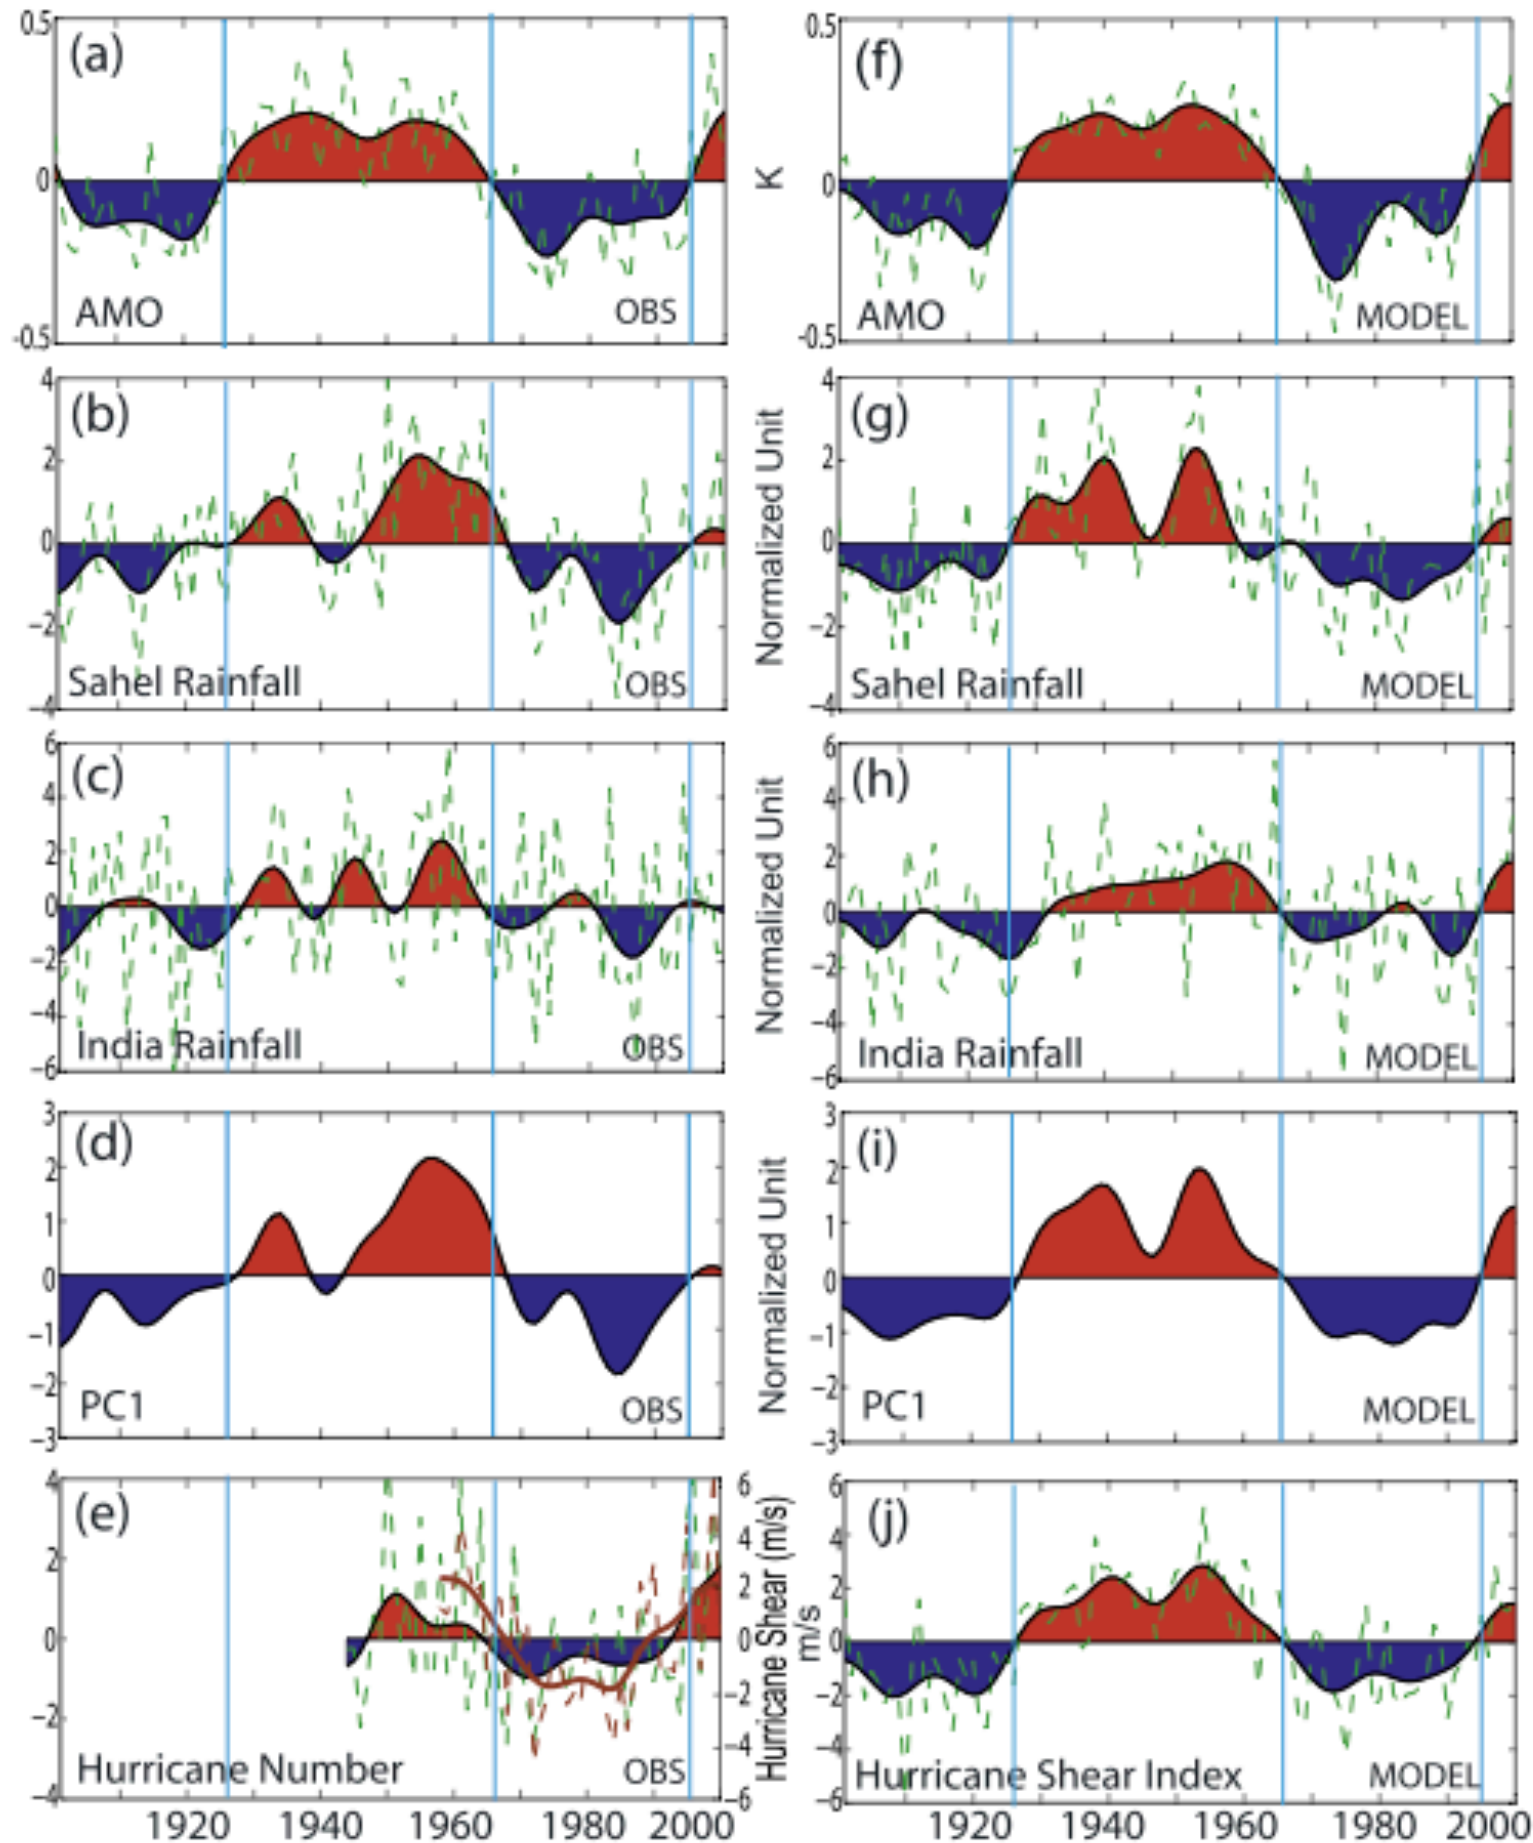 0.5
(a)
0
AMO
OBS
-0.5
0.5
(f)
K
0
AMO
MODEL
-0.5
4
(b)
2
0
−2
Sahel Rainfall
OBS
−4
4
(g)
2
Normalized Unit
0
−2
Sahel Rainfall
MODEL
−4
6
(c)
4
2
0
−2
−4
India Rainfall
OBS
−6
6
(h)
4
2
Normalized Unit
0
−2
−4
India Rainfall
MODEL
−6
3
(d)
2
1
0
−1
−2
PC1
OBS
−3
3
(i)
2
1
Normalized Unit
0
−1
−2
PC1
MODEL
−3
4
(e)
2
0
−2
Hurricane Number
OBS
−4
6
4
2
0
−2
−4
−6
Hurricane Shear (m/s)
1920 1940 1960 1980 2000
6
(j)
4
2
m/s
0
−2
−4
Hurricane Shear Index
MODEL
−6
1920 1940 1960 1980 2000